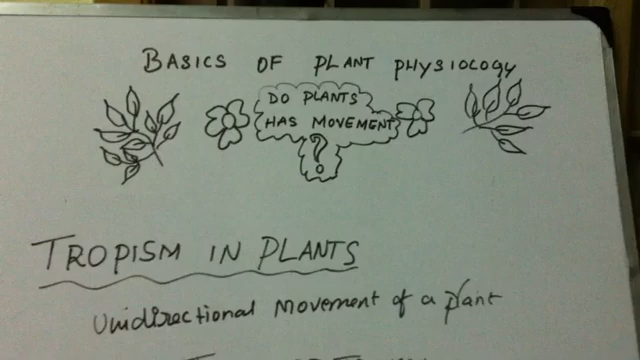 BASICS OF PLANT PHYSIOLOGY
DO PLANTS
HAS MOVEMENT
?
TROPISM IN PLANTS
Unidirectional Movement of a plant